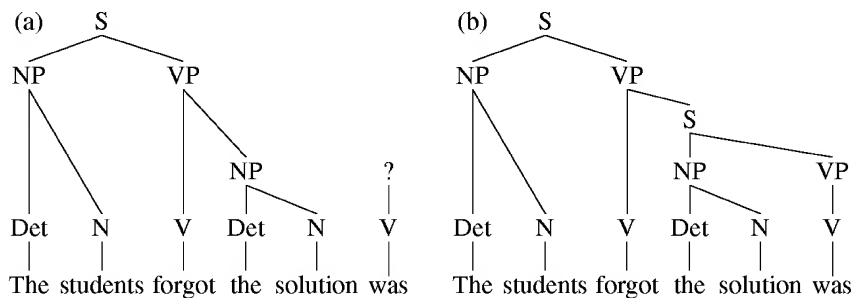 (a) S (b) S
NP VP NP VP
S
NP ? NP VP
Det N V Det N V Det N V Det N V
The students forgot the solution was The students forgot the solution was